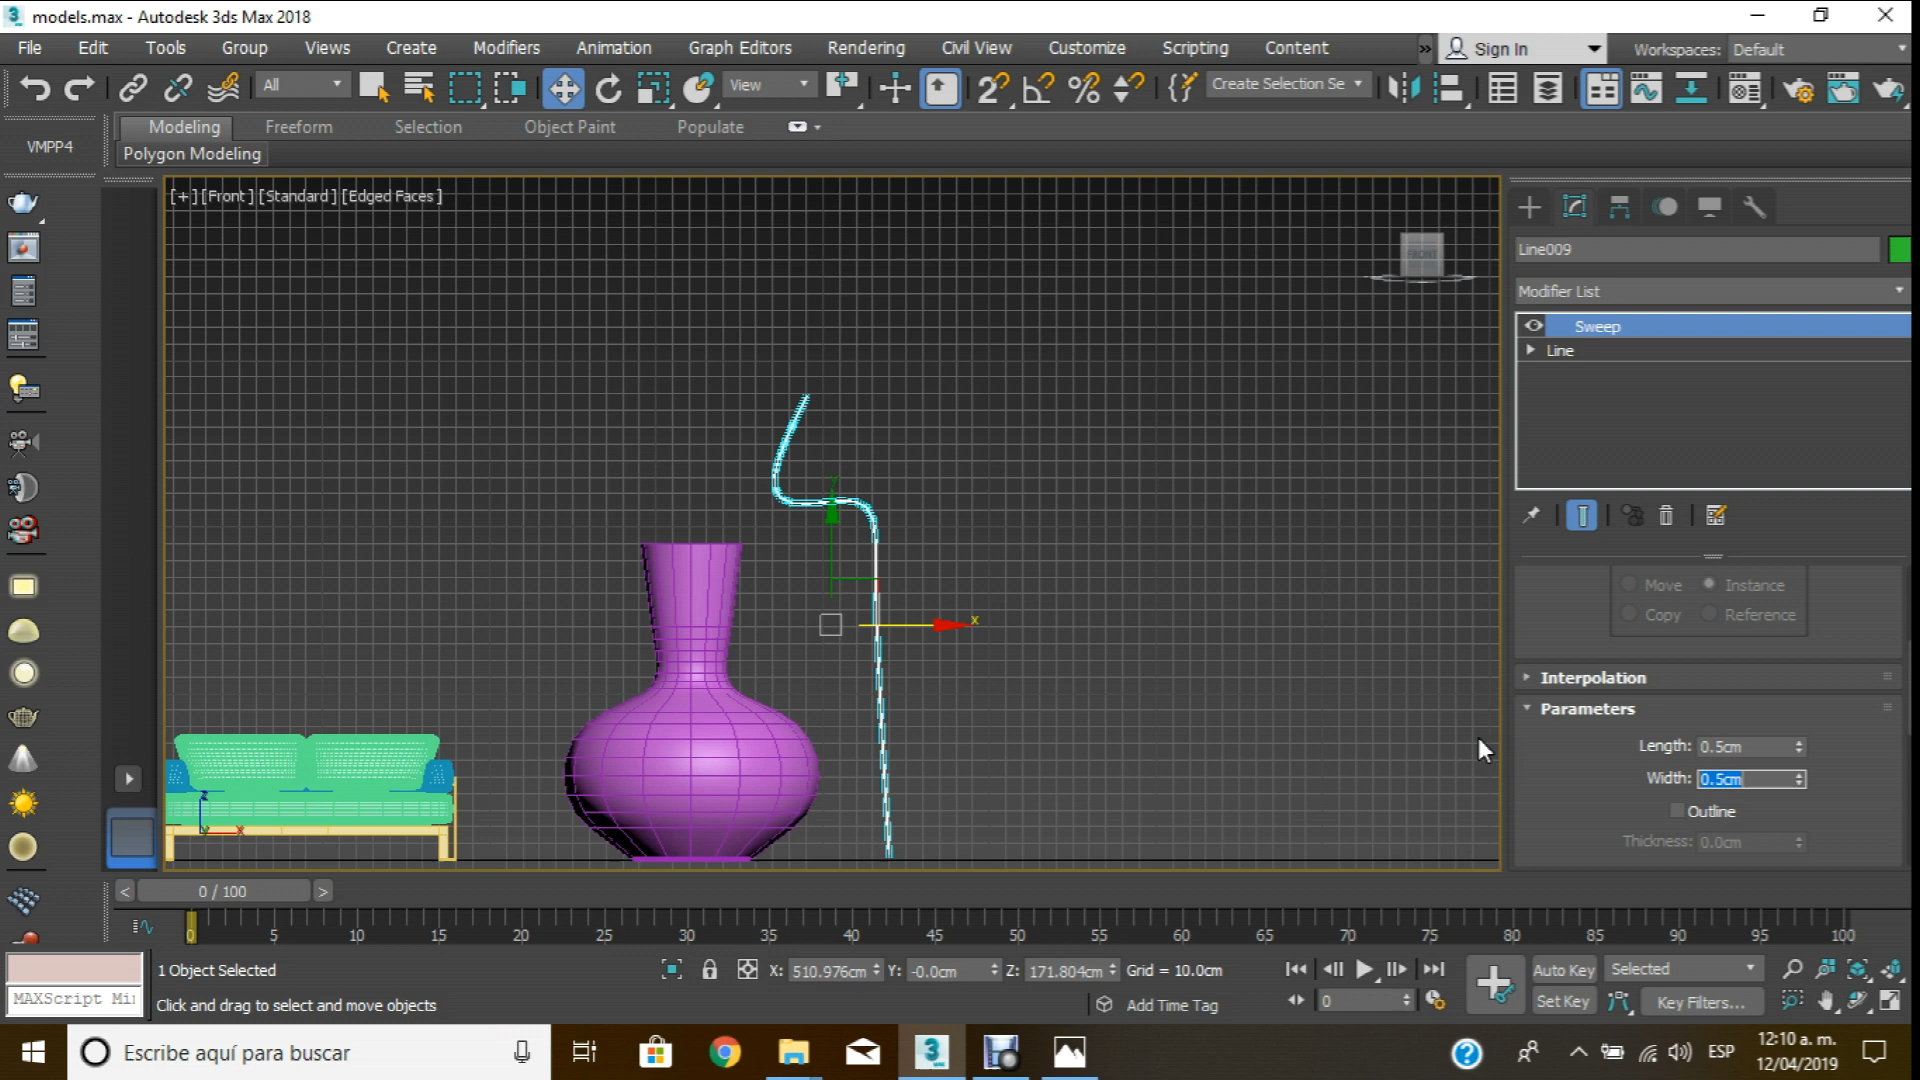 models.max - Autodesk 3ds Max 2018
File Edit Tools Group Views Create Modifiers Animation Graph Editors Rendering Civil View Customize Scripting Content » Sign In Workspaces: Default
All View Create Selection Se
VMPP4 Modeling Freeform Selection Object Paint Populate
Polygon Modeling
[+] [Front] [Standard] [Edged Faces]
FRONT
Line009
Modifier List
Sweep
Line
Move Instance
Copy Reference
Interpolation
Parameters
Length: 0.5cm
Width: 0.5cm
Outline
Thickness: 0.0cm
y
x
z
x
< 0 / 100 >
0 5 10 15 20 25 30 35 40 45 50 55 60 65 70 75 80 85 90 95 100
1 Object Selected X: 510.976cm Y: -0.0cm Z: 171.804cm Grid = 10.0cm Auto Key Selected
MAXScript Mi Click and drag to select and move objects Add Time Tag 0 Set Key Key Filters...
Escribe aquí para buscar ESP 12:10 a. m.
12/04/2019